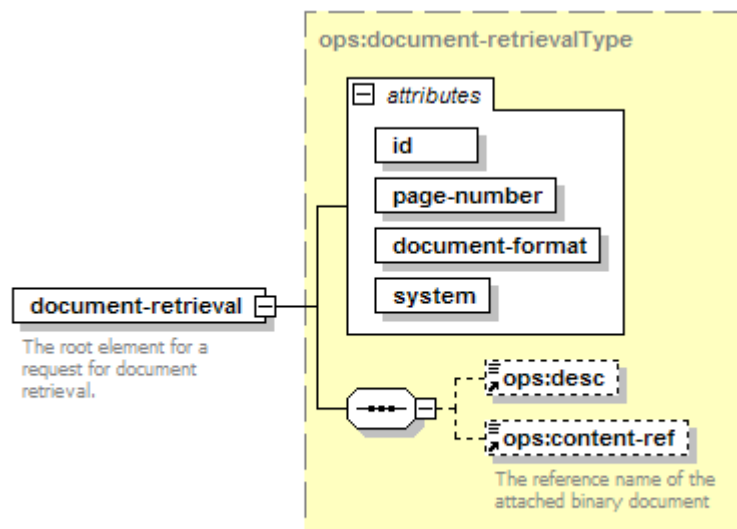 ops:document-retrievalType
attributes
id
page-number
document-format
system
document-retrieval
The root element for a
request for document
retrieval.
ops:desc
ops:content-ref
The reference name of the
attached binary document